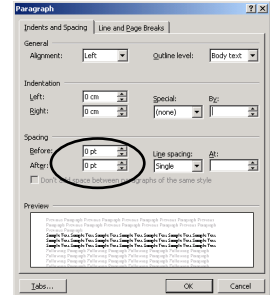 Paragraph
Indents and Spacing Line and Page Breaks
General
Alignment: Left Outline level: Body text
Indentation
Left: 0 cm Special: By:
Right: 0 cm (none)
Spacing
Before: 0 pt Line spacing: At:
After: 0 pt Single
Don't add space between paragraphs of the same style
Preview
Tabs... OK Cancel